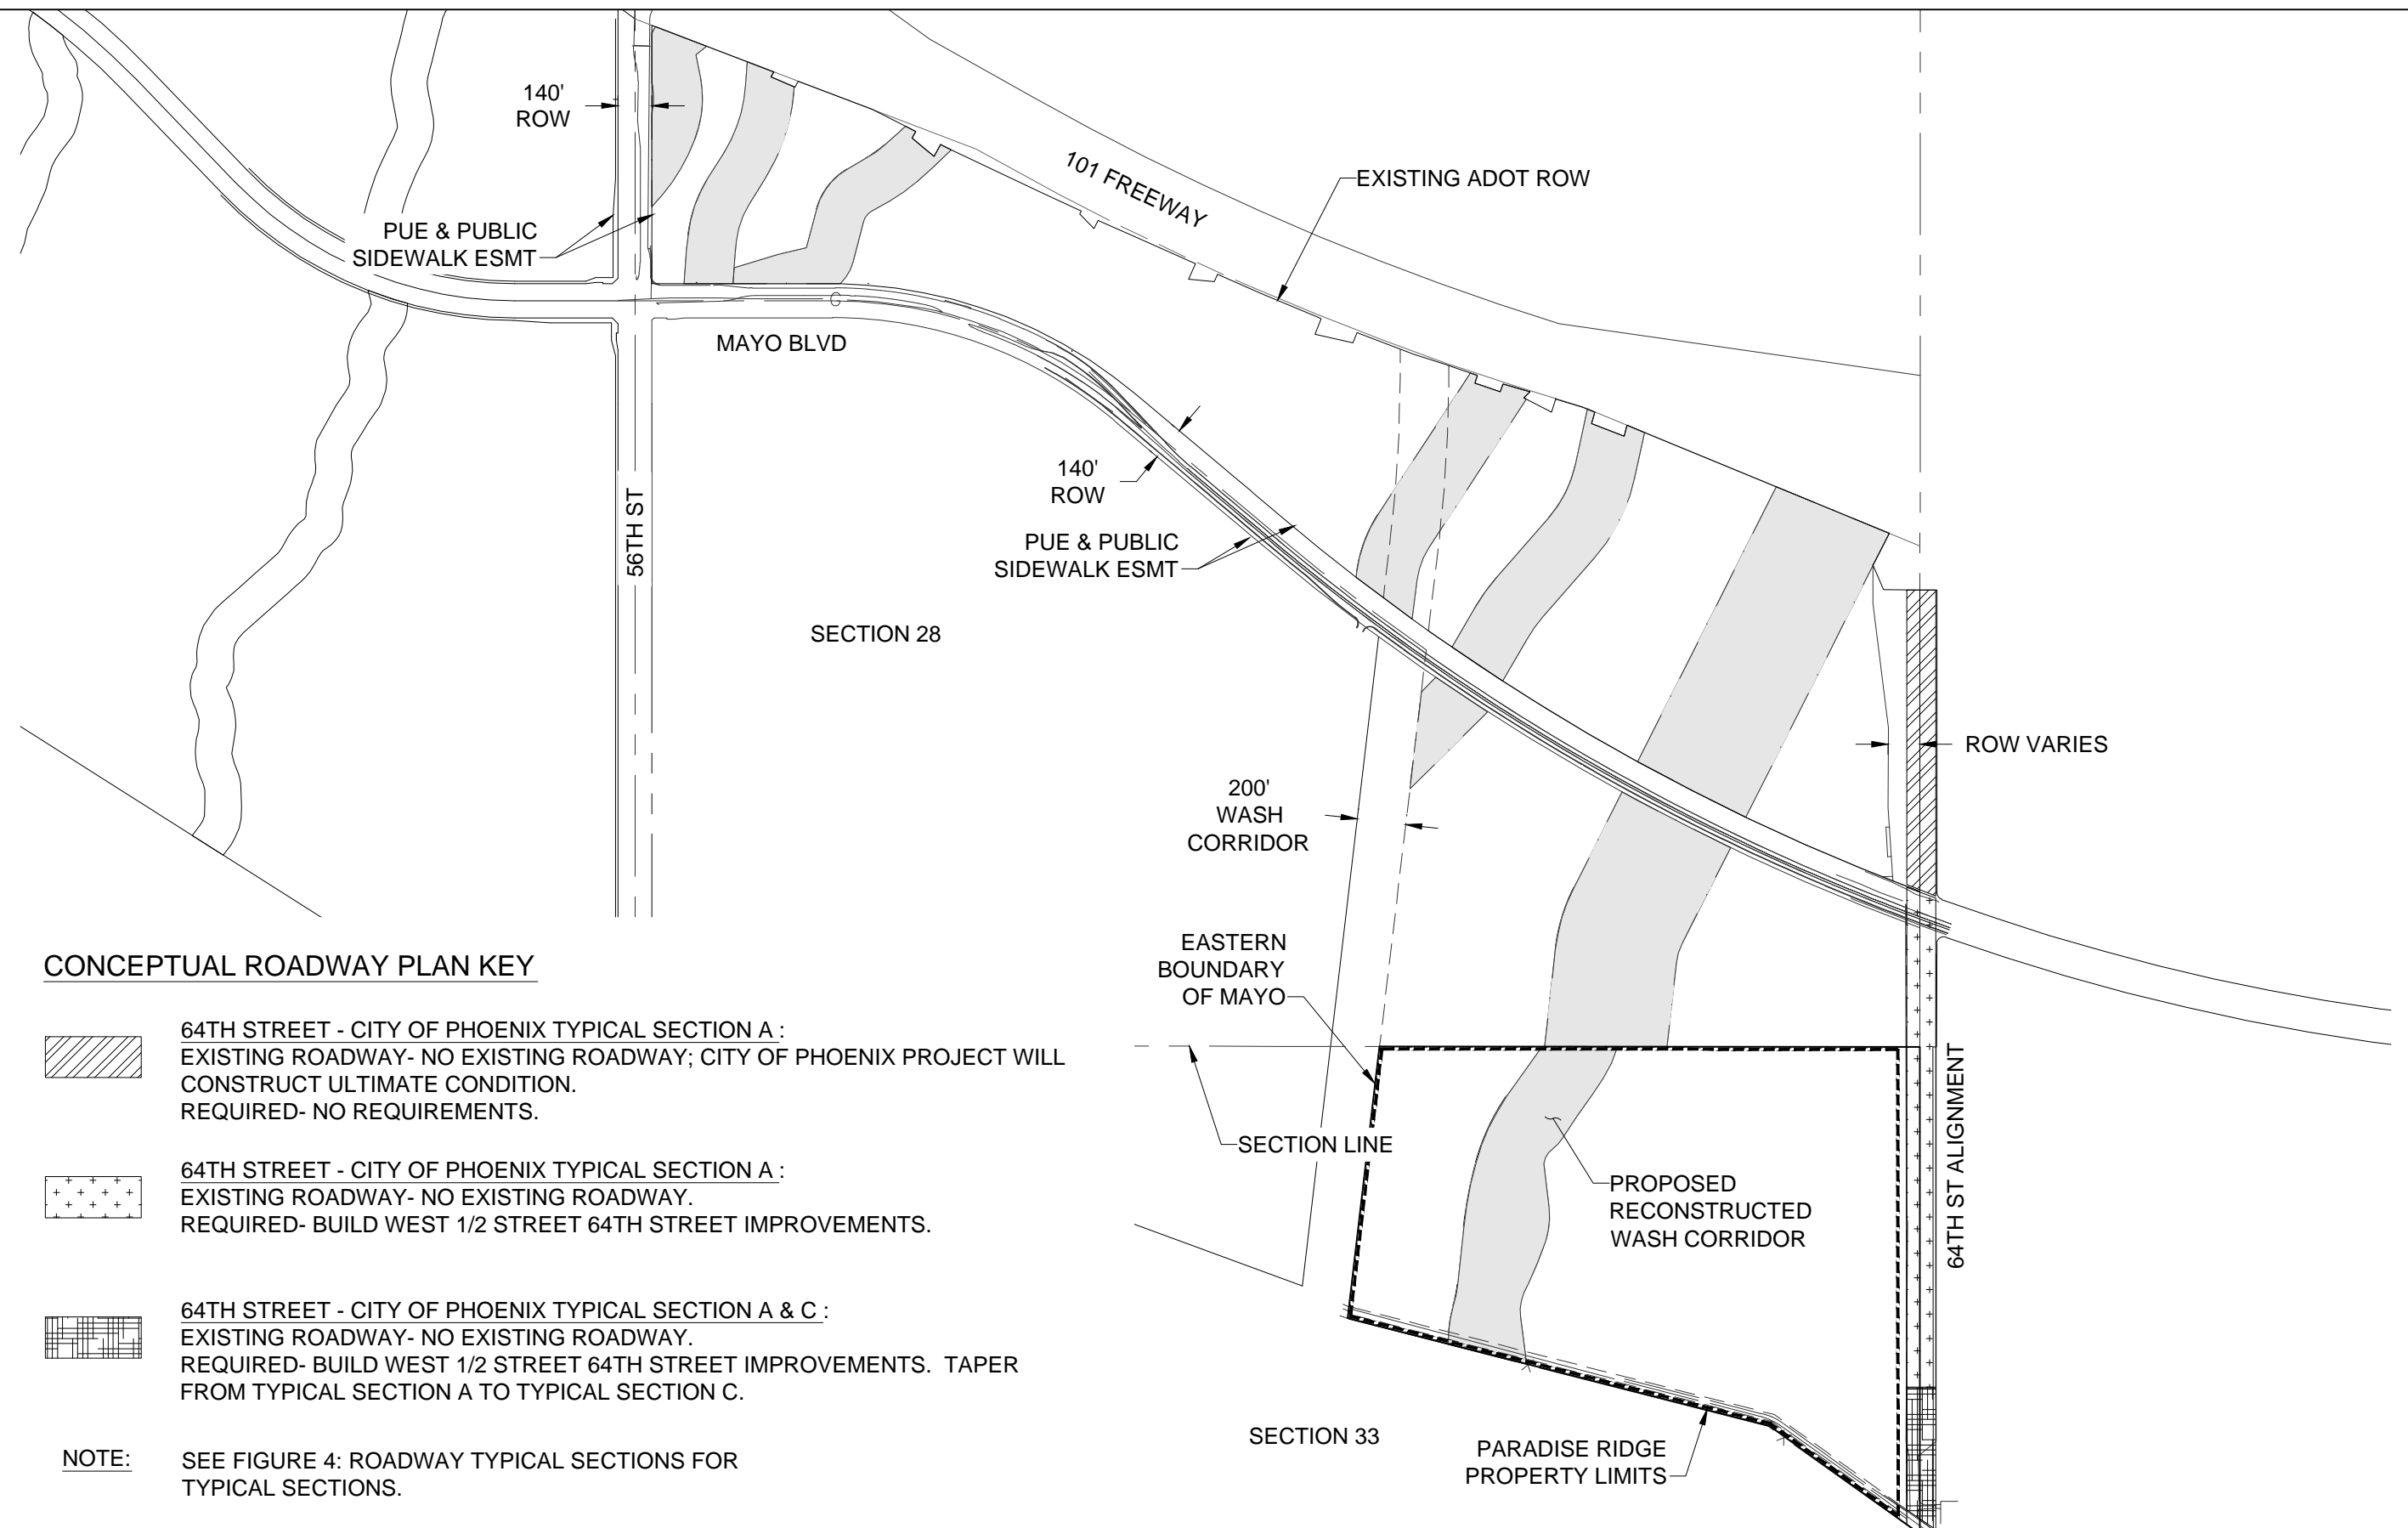 140'
ROW
PUE & PUBLIC
SIDEWALK ESMT
101 FREEWAY
EXISTING ADOT ROW
MAYO BLVD
140'
ROW
56TH ST
PUE & PUBLIC
SIDEWALK ESMT
SECTION 28
ROW VARIES
200'
WASH
CORRIDOR
EASTERN
BOUNDARY
OF MAYO
SECTION LINE
PROPOSED
RECONSTRUCTED
WASH CORRIDOR
64TH ST ALIGNMENT
SECTION 33
PARADISE RIDGE
PROPERTY LIMITS
CONCEPTUAL ROADWAY PLAN KEY
64TH STREET - CITY OF PHOENIX TYPICAL SECTION A :
EXISTING ROADWAY- NO EXISTING ROADWAY; CITY OF PHOENIX PROJECT WILL
CONSTRUCT ULTIMATE CONDITION.
REQUIRED- NO REQUIREMENTS.
64TH STREET - CITY OF PHOENIX TYPICAL SECTION A :
EXISTING ROADWAY- NO EXISTING ROADWAY.
REQUIRED- BUILD WEST 1/2 STREET 64TH STREET IMPROVEMENTS.
64TH STREET - CITY OF PHOENIX TYPICAL SECTION A & C :
EXISTING ROADWAY- NO EXISTING ROADWAY.
REQUIRED- BUILD WEST 1/2 STREET 64TH STREET IMPROVEMENTS. TAPER
FROM TYPICAL SECTION A TO TYPICAL SECTION C.
NOTE: SEE FIGURE 4: ROADWAY TYPICAL SECTIONS FOR
TYPICAL SECTIONS.